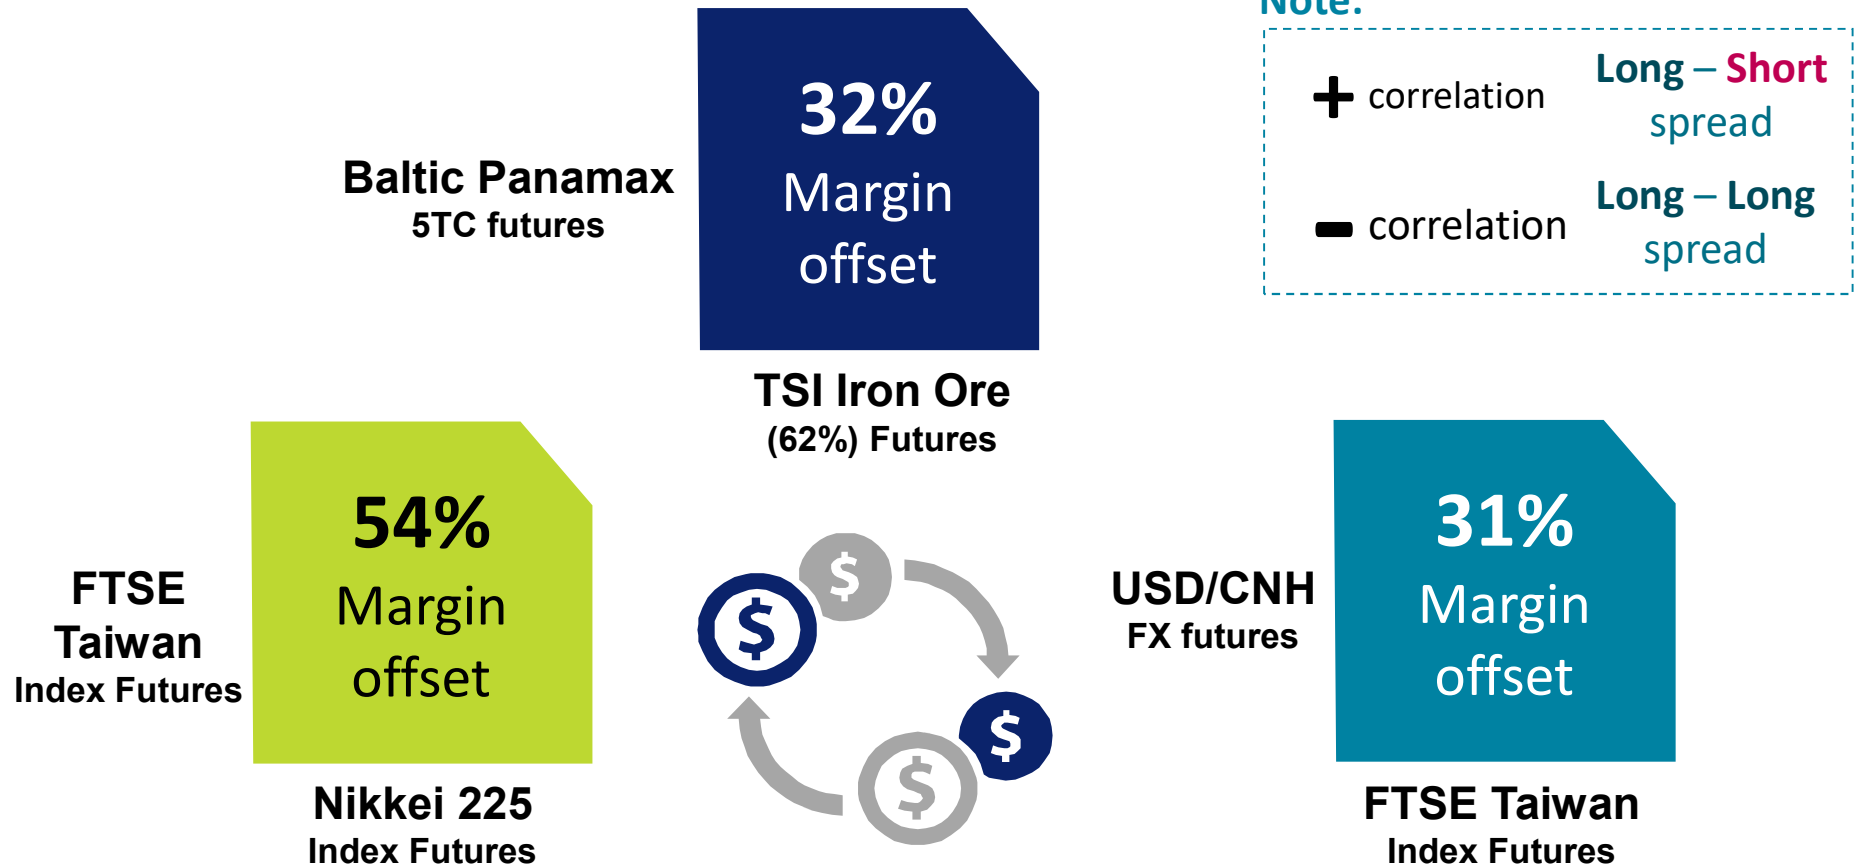 Note:
+ correlation
Long – Short
spread
- correlation
Long – Long
spread
Baltic Panamax
5TC futures
32%
Margin
offset
TSI Iron Ore
(62%) Futures
FTSE
Taiwan
Index Futures
54%
Margin
offset
Nikkei 225
Index Futures
$
$
$
$
USD/CNH
FX futures
31%
Margin
offset
FTSE Taiwan
Index Futures